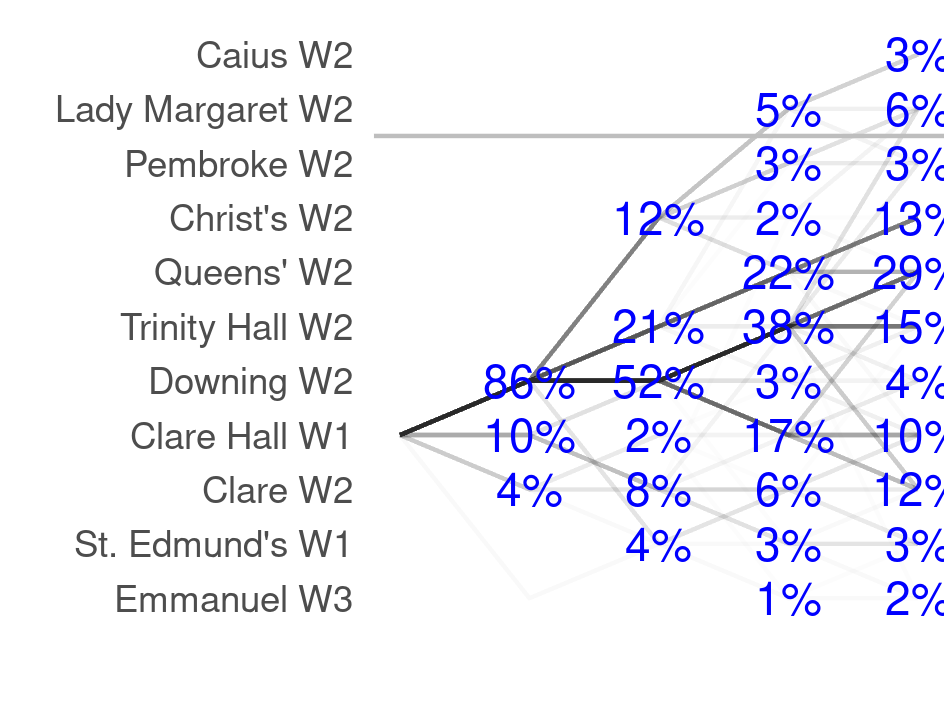 Caius W2 3%
Lady Margaret W2 5% 6%
Pembroke W2 3% 3%
Christ's W2 12% 2% 13%
Queens' W2 22% 29%
Trinity Hall W2 21% 38% 15%
Downing W2 86% 52% 3% 4%
Clare Hall W1 10% 2% 17% 10%
Clare W2 4% 8% 6% 12%
St. Edmund's W1 4% 3% 3%
Emmanuel W3 1% 2%